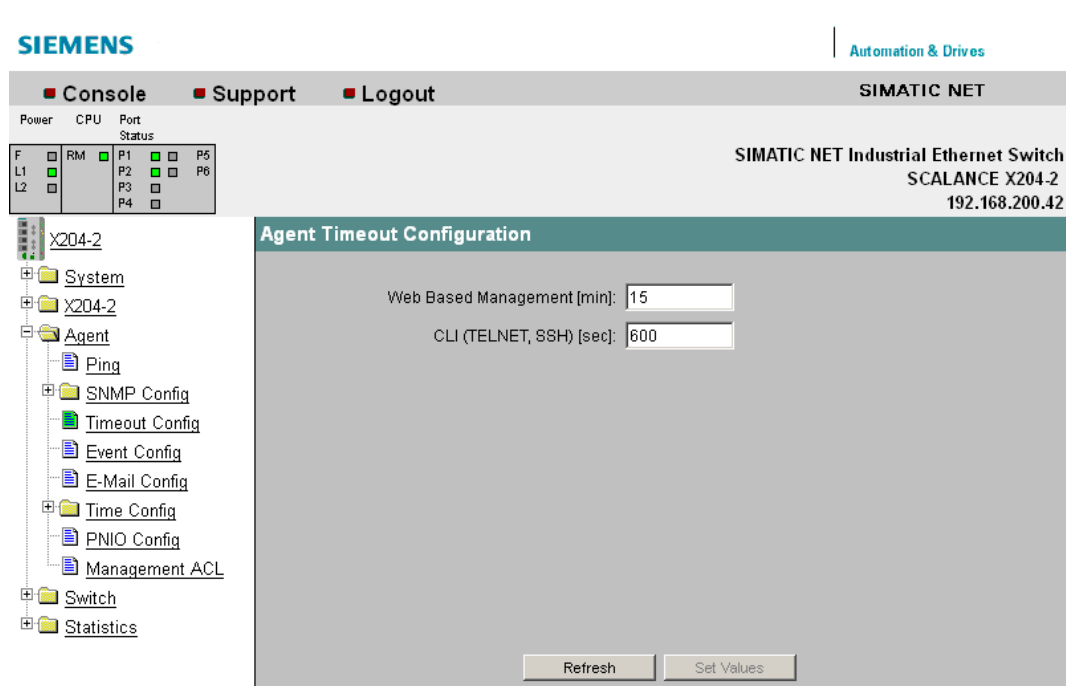 SIEMENS
Automation & Drives
Console Support Logout
SIMATIC NET
Power CPU Port Status
F RM P1 P5
L1 P2 P6
L2 P3
P4
SIMATIC NET Industrial Ethernet Switch
SCALANCE X204-2
192.168.200.42
X204-2
System
X204-2
Agent
Ping
SNMP Config
Timeout Config
Event Config
E-Mail Config
Time Config
PNIO Config
Management ACL
Switch
Statistics
Agent Timeout Configuration
Web Based Management [min]: 15
CLI (TELNET, SSH) [sec]: 600
Refresh Set Values